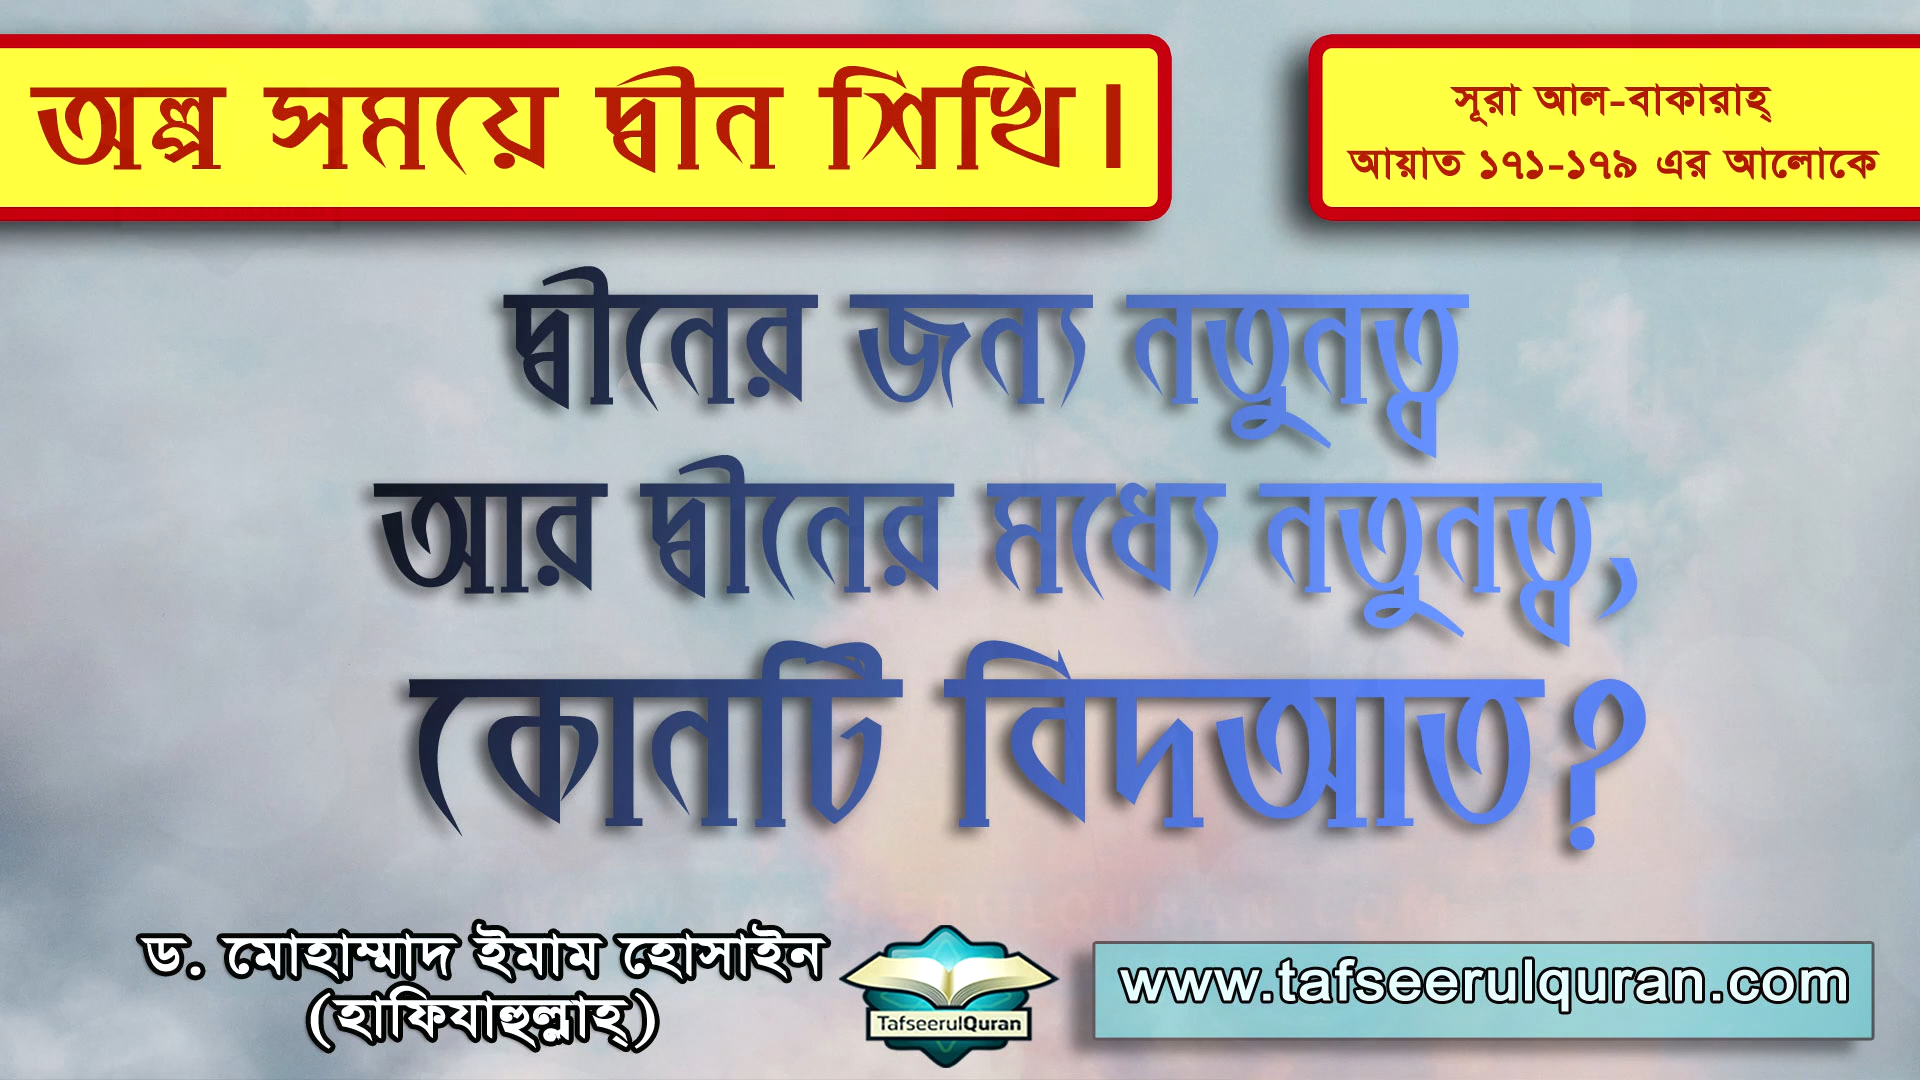 অল্প সময়ে দ্বীন শিখি।
সূরা আল-বাকারাহ্
আয়াত ১৭১-১৭৯ এর আলোকে
দ্বীনের জন্য নতুনত্ব
আর দ্বীনের মধ্যে নতুনত্ব,
কোনটি বিদআত?
ড. মোহাম্মাদ ইমাম হোসাইন
(হাফিযাহুল্লাহ্)
TafseerulQuran
www.tafseerulquran.com